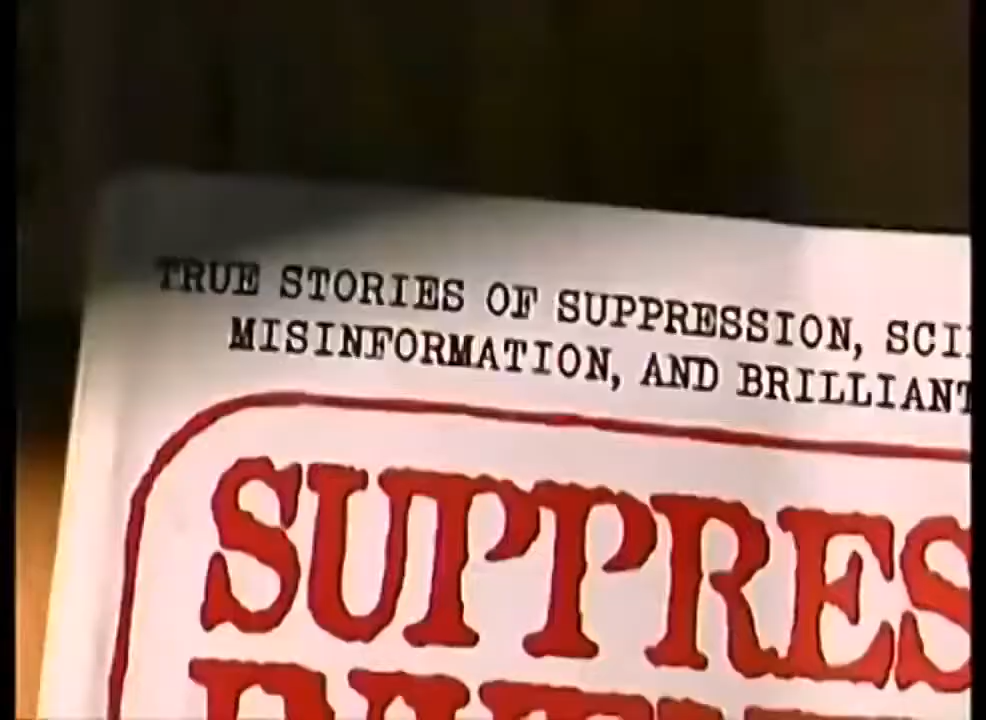 TRUE STORIES OF SUPPRESSION, SCI
MISINFORMATION, AND BRILLIANT
SUPPRES